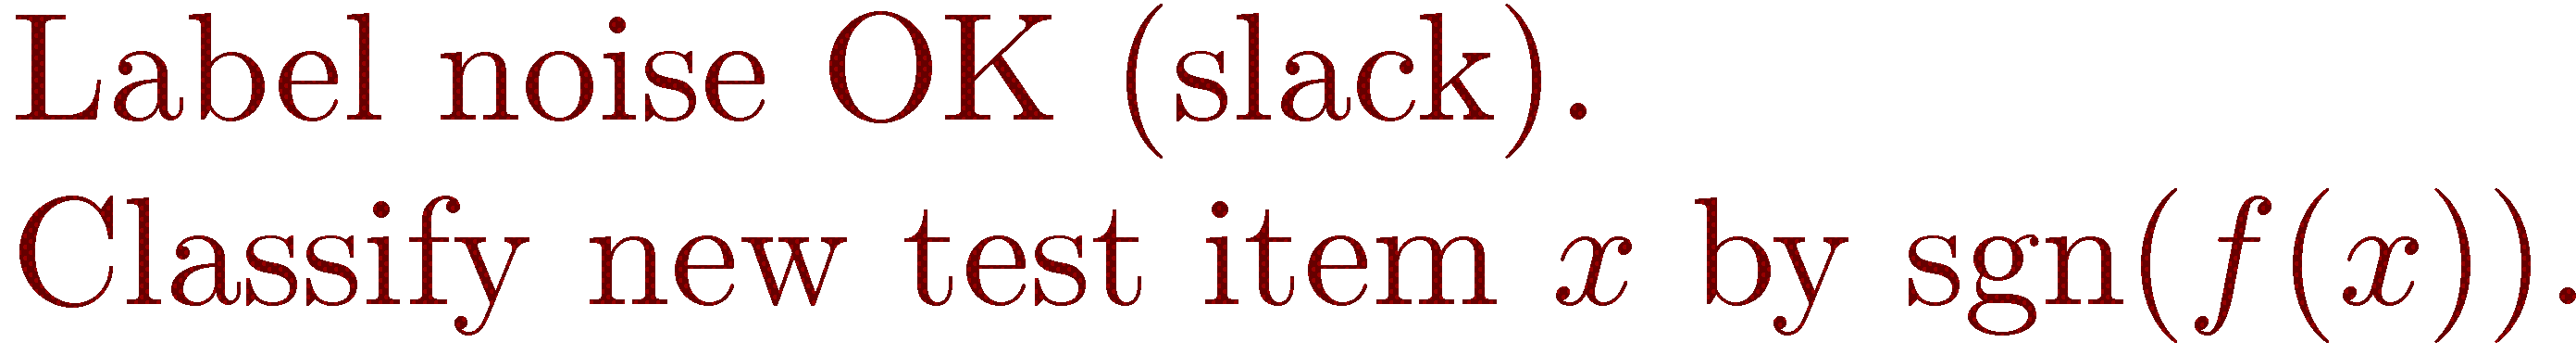 Label noise OK (slack).
Classify new test item x by sgn(f(x)).